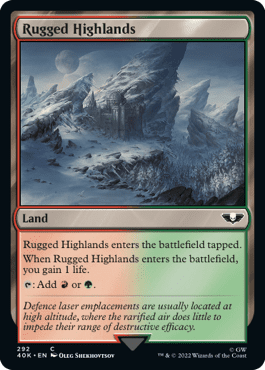 Rugged Highlands
Land
Rugged Highlands enters the battlefield tapped.
When Rugged Highlands enters the battlefield,
you gain 1 life.
: Add or .
Defence laser emplacements are usually located at
high altitude, where the rarified air does little to
impede their range of destructive efficacy.
292 C
40K • EN Oleg Shekhovtsov
© GW
™ & © 2022 Wizards of the Coast